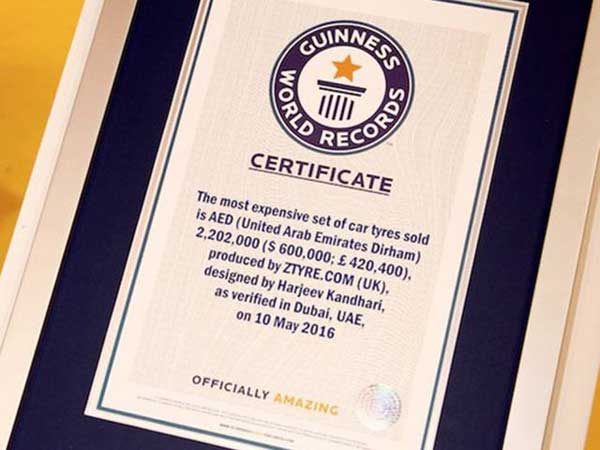 GUINNESS
WORLD RECORDS
CERTIFICATE
The most expensive set of car tyres sold
is AED (United Arab Emirates Dirham)
2,202,000 ($ 600,000; £ 420,400),
produced by ZTYRE.COM (UK),
designed by Harjeev Kandhari,
as verified in Dubai, UAE,
on 10 May 2016
OFFICIALLY AMAZING